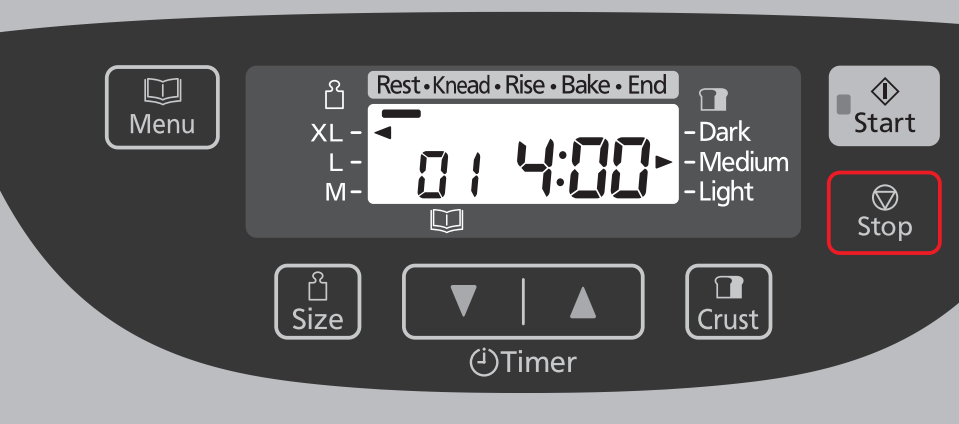 Rest • Knead • Rise • Bake • End
Menu
XL
L
M
01 4:00
Dark
Medium
Light
Start
Stop
Size
Crust
Timer